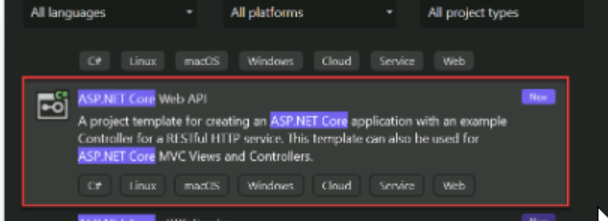 All languages All platforms All project types
C# Linux macOS Windows Cloud Service Web
ASP.NET Core Web API New
A project template for creating an ASP.NET Core application with an example
Controller for a RESTful HTTP service. This template can also be used for
ASP.NET Core MVC Views and Controllers.
C# Linux macOS Windows Cloud Service Web